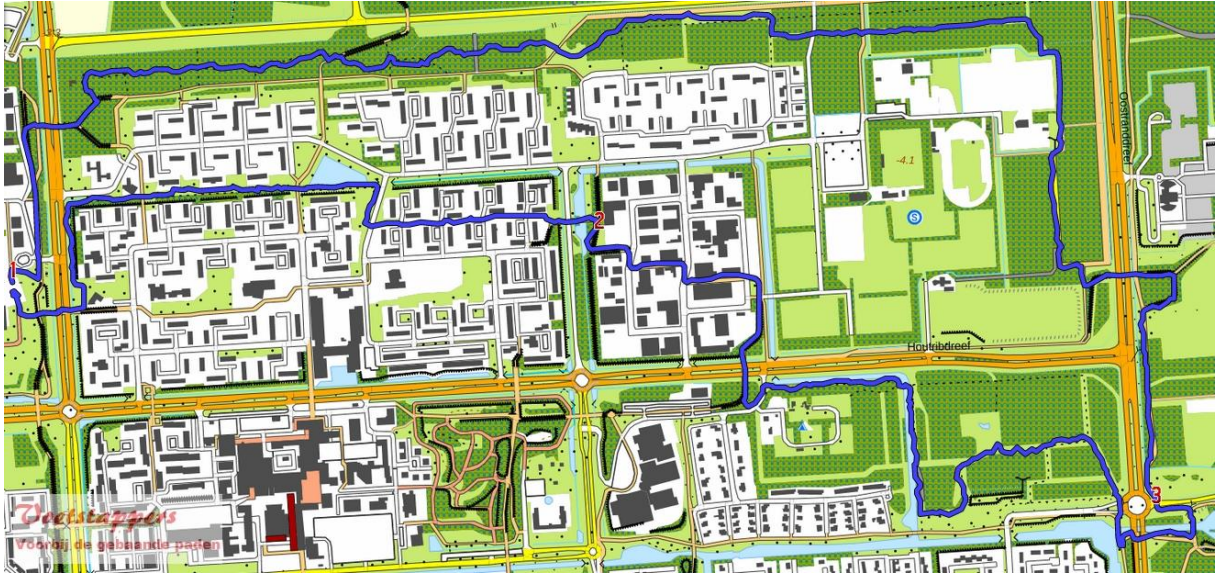 Oostranddreef
-4.1
S
1
2
Houtribdreef
3
Voetstappers
Voorbij de gebaande paden